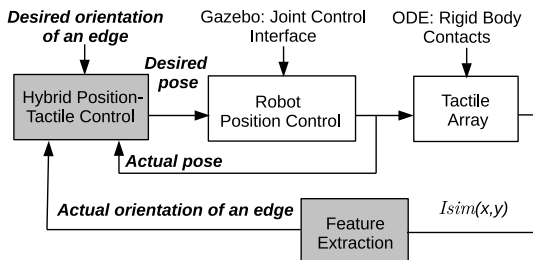 Desired orientation
of an edge
Gazebo: Joint Control
Interface
ODE: Rigid Body
Contacts
Desired
pose
Hybrid Position-
Tactile Control
Robot
Position Control
Tactile
Array
Actual pose
Actual orientation of an edge
Feature
Extraction
Isim(x,y)